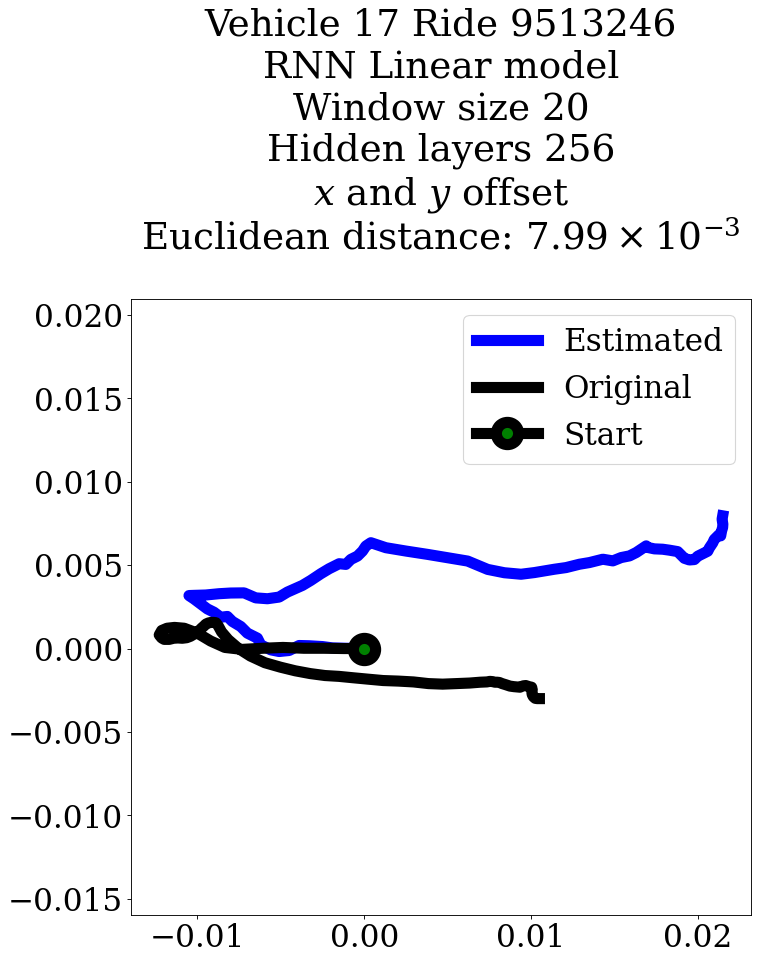 Vehicle 17 Ride 9513246
RNN Linear model
Window size 20
Hidden layers 256
x and y offset
Euclidean distance: 7.99 × 10⁻³
Estimated
Original
Start
0.020
0.015
0.010
0.005
0.000
−0.005
−0.010
−0.015
−0.01
0.00
0.01
0.02